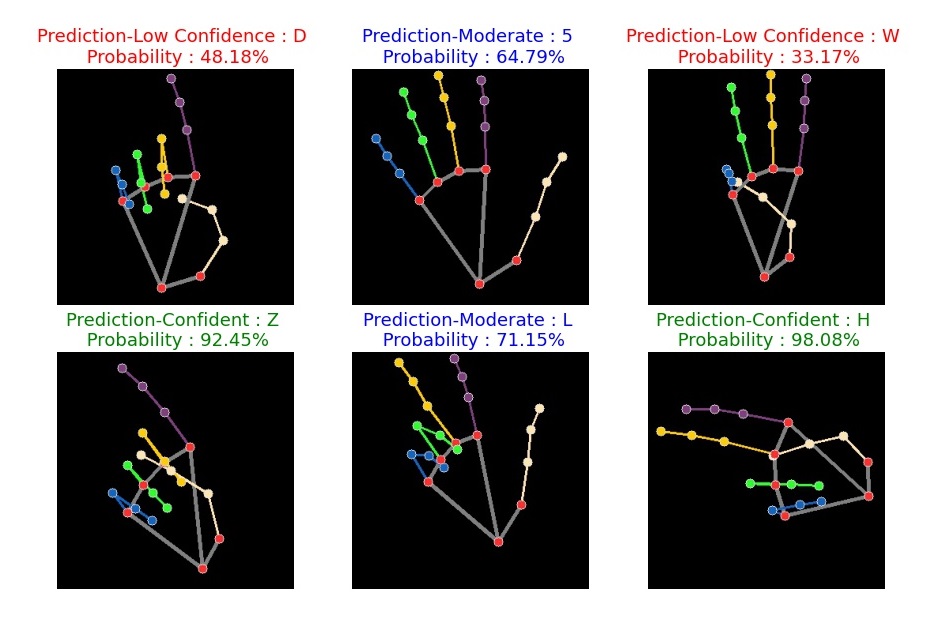 Prediction-Low Confidence : D
Probability : 48.18%
Prediction-Moderate : 5
Probability : 64.79%
Prediction-Low Confidence : W
Probability : 33.17%
Prediction-Confident : Z
Probability : 92.45%
Prediction-Moderate : L
Probability : 71.15%
Prediction-Confident : H
Probability : 98.08%